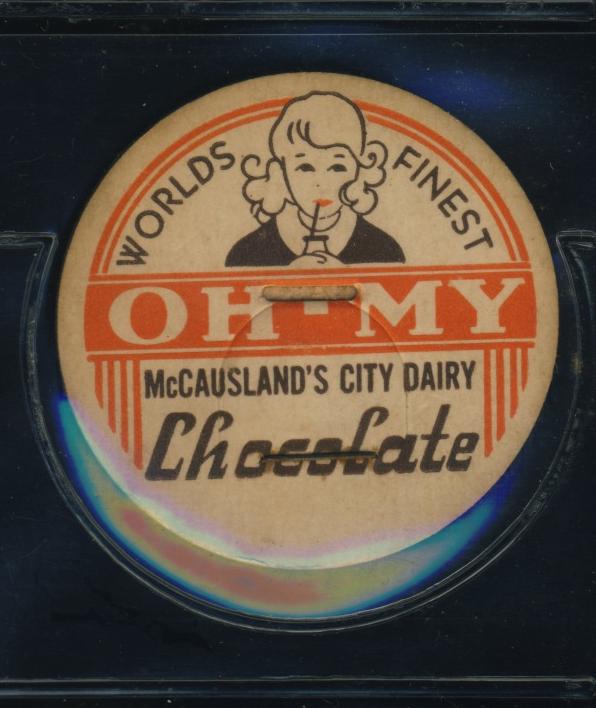 WORLDS FINEST
OH-MY
McCAUSLAND'S CITY DAIRY
Chocolate